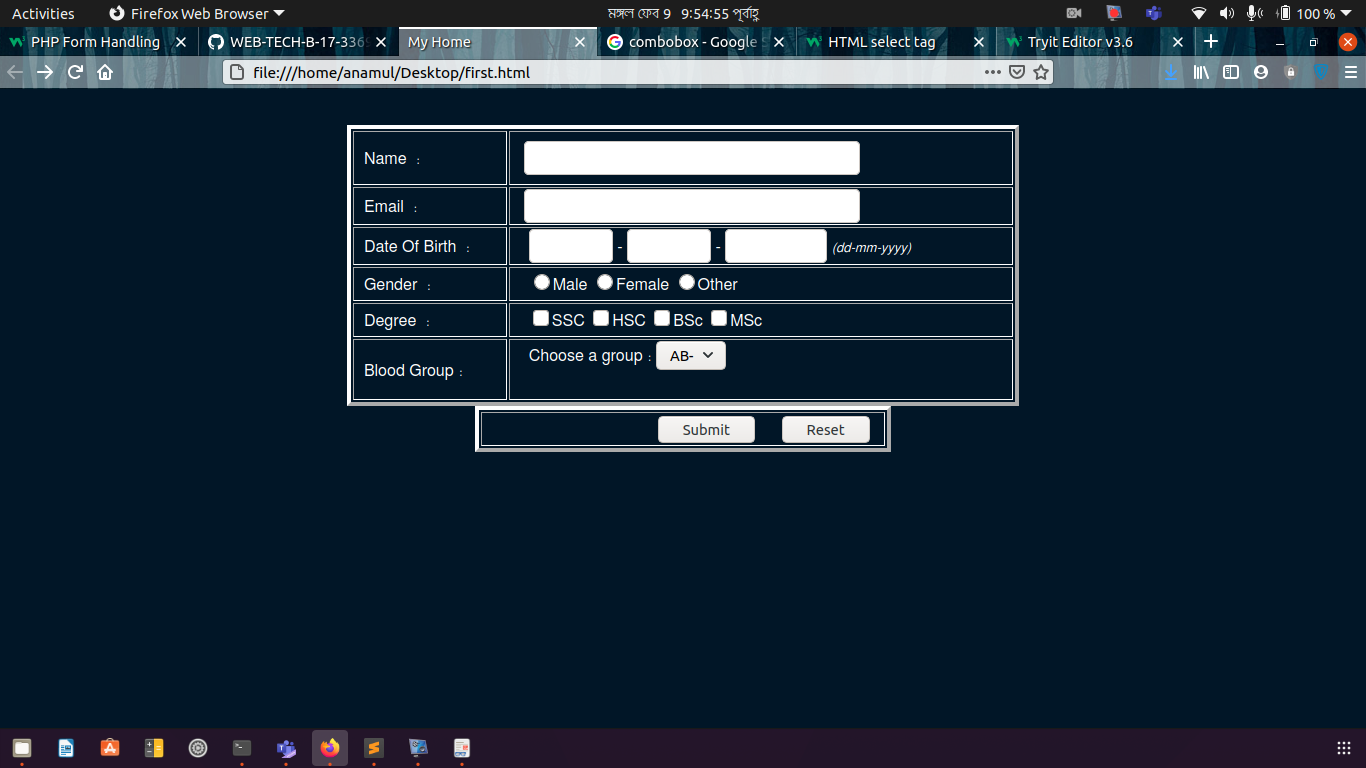 Activities Firefox Web Browser মঙ্গল ফেব 9 9:54:55 পূর্বাহ্ণ 100 %
PHP Form Handling WEB-TECH-B-17-336 My Home combobox - Google HTML select tag Tryit Editor v3.6
file:///home/anamul/Desktop/first.html
Name :
Email :
Date Of Birth : - - (dd-mm-yyyy)
Gender : Male Female Other
Degree : SSC HSC BSc MSc
Choose a group : AB-
Blood Group :
Submit Reset